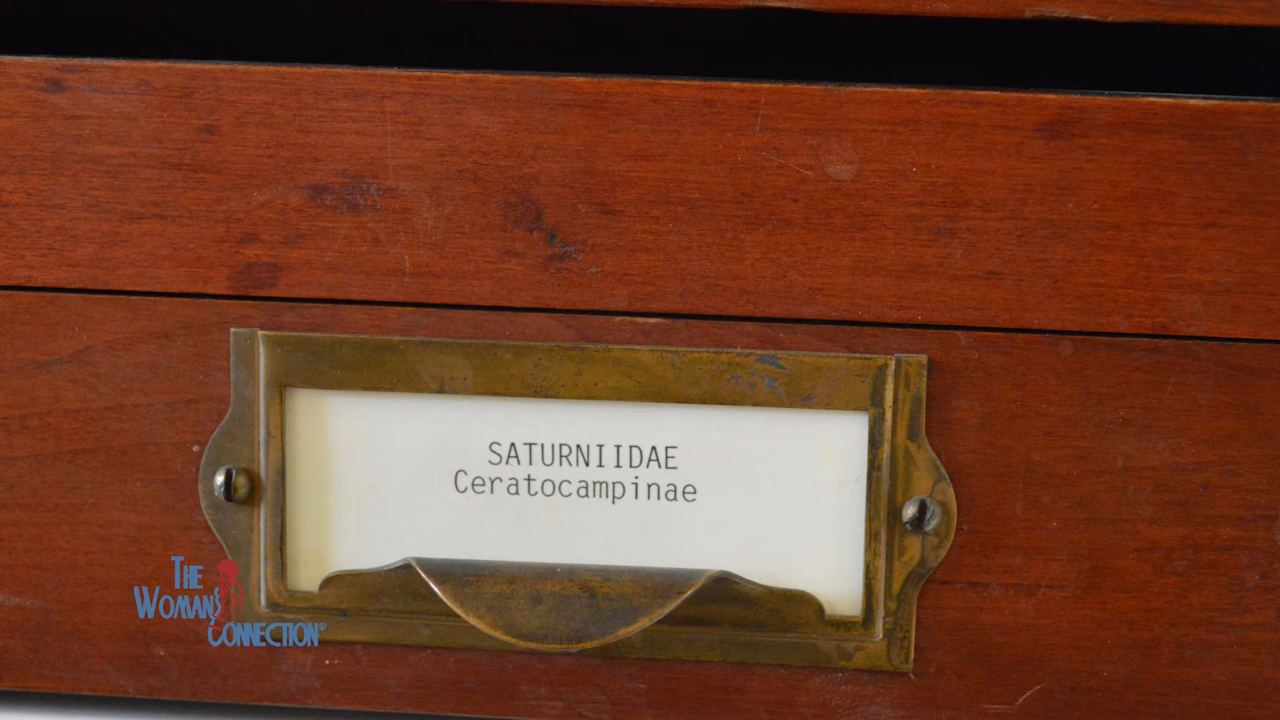 SATURNIIDAE
Ceratocampinae
THE
WOMAN'S
CONNECTION®